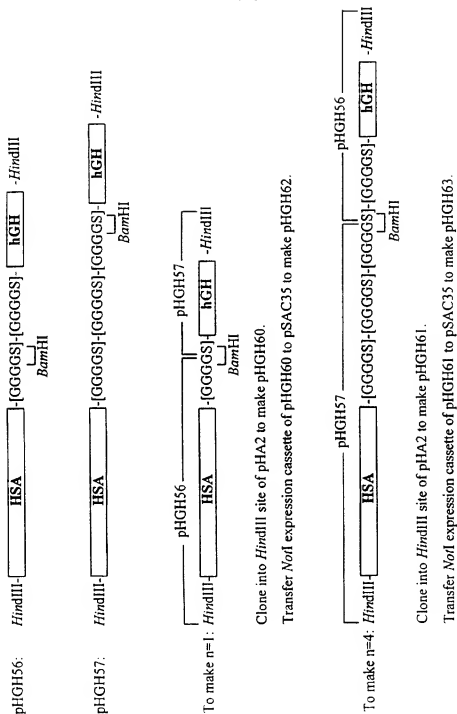 pHGH56: HindIII- HSA -[GGGGS]-[GGGGS]- hGH -HindIII
BamHI
pHGH57: HindIII- HSA -[GGGGS]-[GGGGS]- hGH -HindIII
BamHI
pHGH56 pHGH57
To make n=1: HindIII- HSA -[GGGGS]- hGH -HindIII
BamHI
Clone into HindIII site of pHA2 to make pHGH60.
Transfer NotI expression cassette of pHGH60 to pSAC35 to make pHGH62.
pHGH57 pHGH56
To make n=4: HindIII- HSA -[GGGGS]-[GGGGS]-[GGGGS]-[GGGGS]- hGH -HindIII
BamHI
Clone into HindIII site of pHA2 to make pHGH61.
Transfer NotI expression cassette of pHGH61 to pSAC35 to make pHGH63.